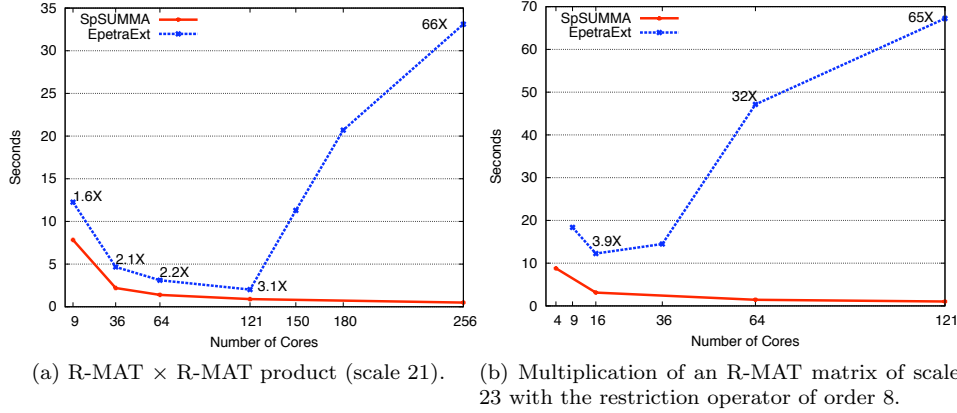 SpSUMMA
EpetraExt
Seconds
40
35
30
25
20
15
10
5
0
1.6X
2.1X
2.2X
3.1X
66X
9 36 64 121 150 180 256
Number of Cores
(a) R-MAT × R-MAT product (scale 21).
SpSUMMA
EpetraExt
Seconds
70
60
50
40
30
20
10
0
3.9X
32X
65X
4 9 16 36 64 121
Number of Cores
(b) Multiplication of an R-MAT matrix of scale
23 with the restriction operator of order 8.